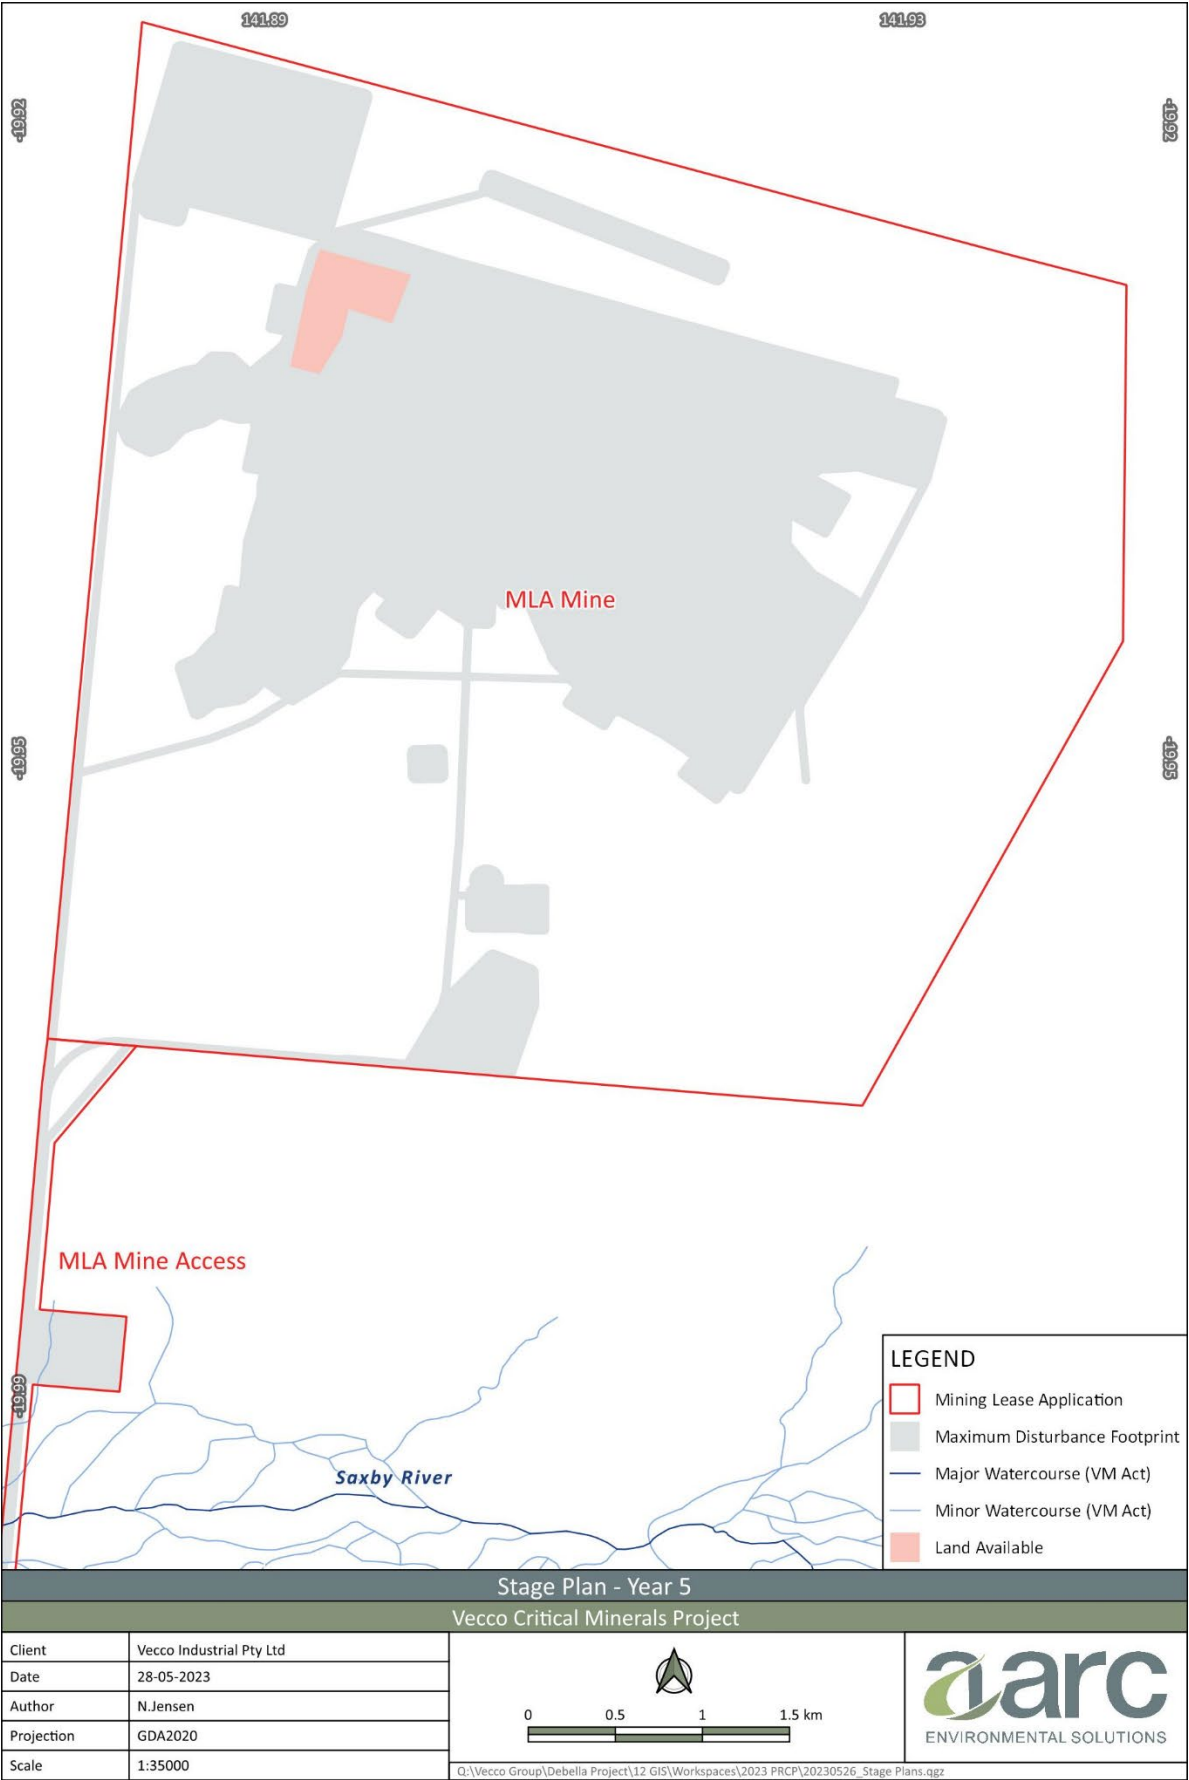 141.89
141.93
-19.92
-19.92
MLA Mine
-19.95
-19.95
MLA Mine Access
-19.99
Saxby River
LEGEND
Mining Lease Application
Maximum Disturbance Footprint
Major Watercourse (VM Act)
Minor Watercourse (VM Act)
Land Available
Stage Plan - Year 5
Vecco Critical Minerals Project
Client Vecco Industrial Pty Ltd
Date 28-05-2023
Author N.Jensen
Projection GDA2020
Scale 1:35000
0 0.5 1 1.5 km
Q:\Vecco Group\Debella Project\12 GIS\Workspaces\2023 PRCP\20230526_Stage Plans.qgz
aarc
ENVIRONMENTAL SOLUTIONS